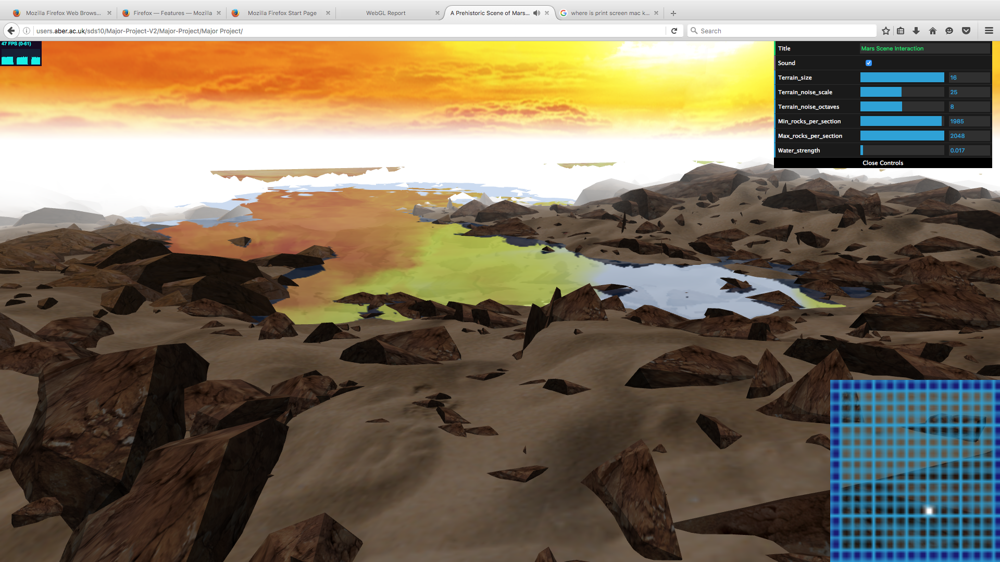 Mozilla Firefox Web Brows...
Firefox — Features — Mozilla
Mozilla Firefox Start Page
WebGL Report
A Prehistoric Scene of Mars...
where is print screen mac k...
users.aber.ac.uk/sds10/Major-Project-V2/Major-Project/Major Project/
Search
47 FPS (0-61)
Title Mars Scene Interaction
Sound
Terrain_size 16
Terrain_noise_scale 25
Terrain_noise_octaves 8
Min_rocks_per_section 1985
Max_rocks_per_section 2048
Water_strength 0.017
Close Controls